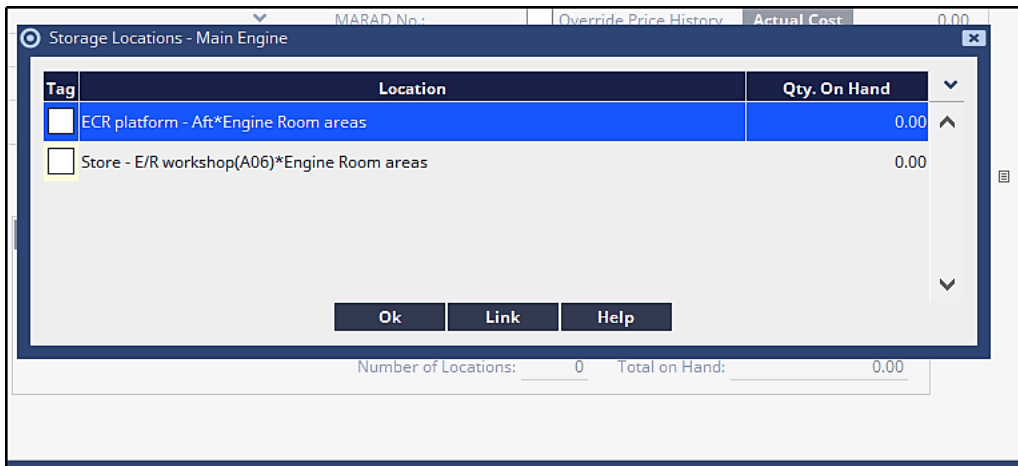 MARAD No.: Override Price History Actual Cost 0.00
Storage Locations - Main Engine
Tag Location Qty. On Hand
ECR platform - Aft*Engine Room areas 0.00
Store - E/R workshop(A06)*Engine Room areas 0.00
Ok Link Help
Number of Locations: 0 Total on Hand: 0.00